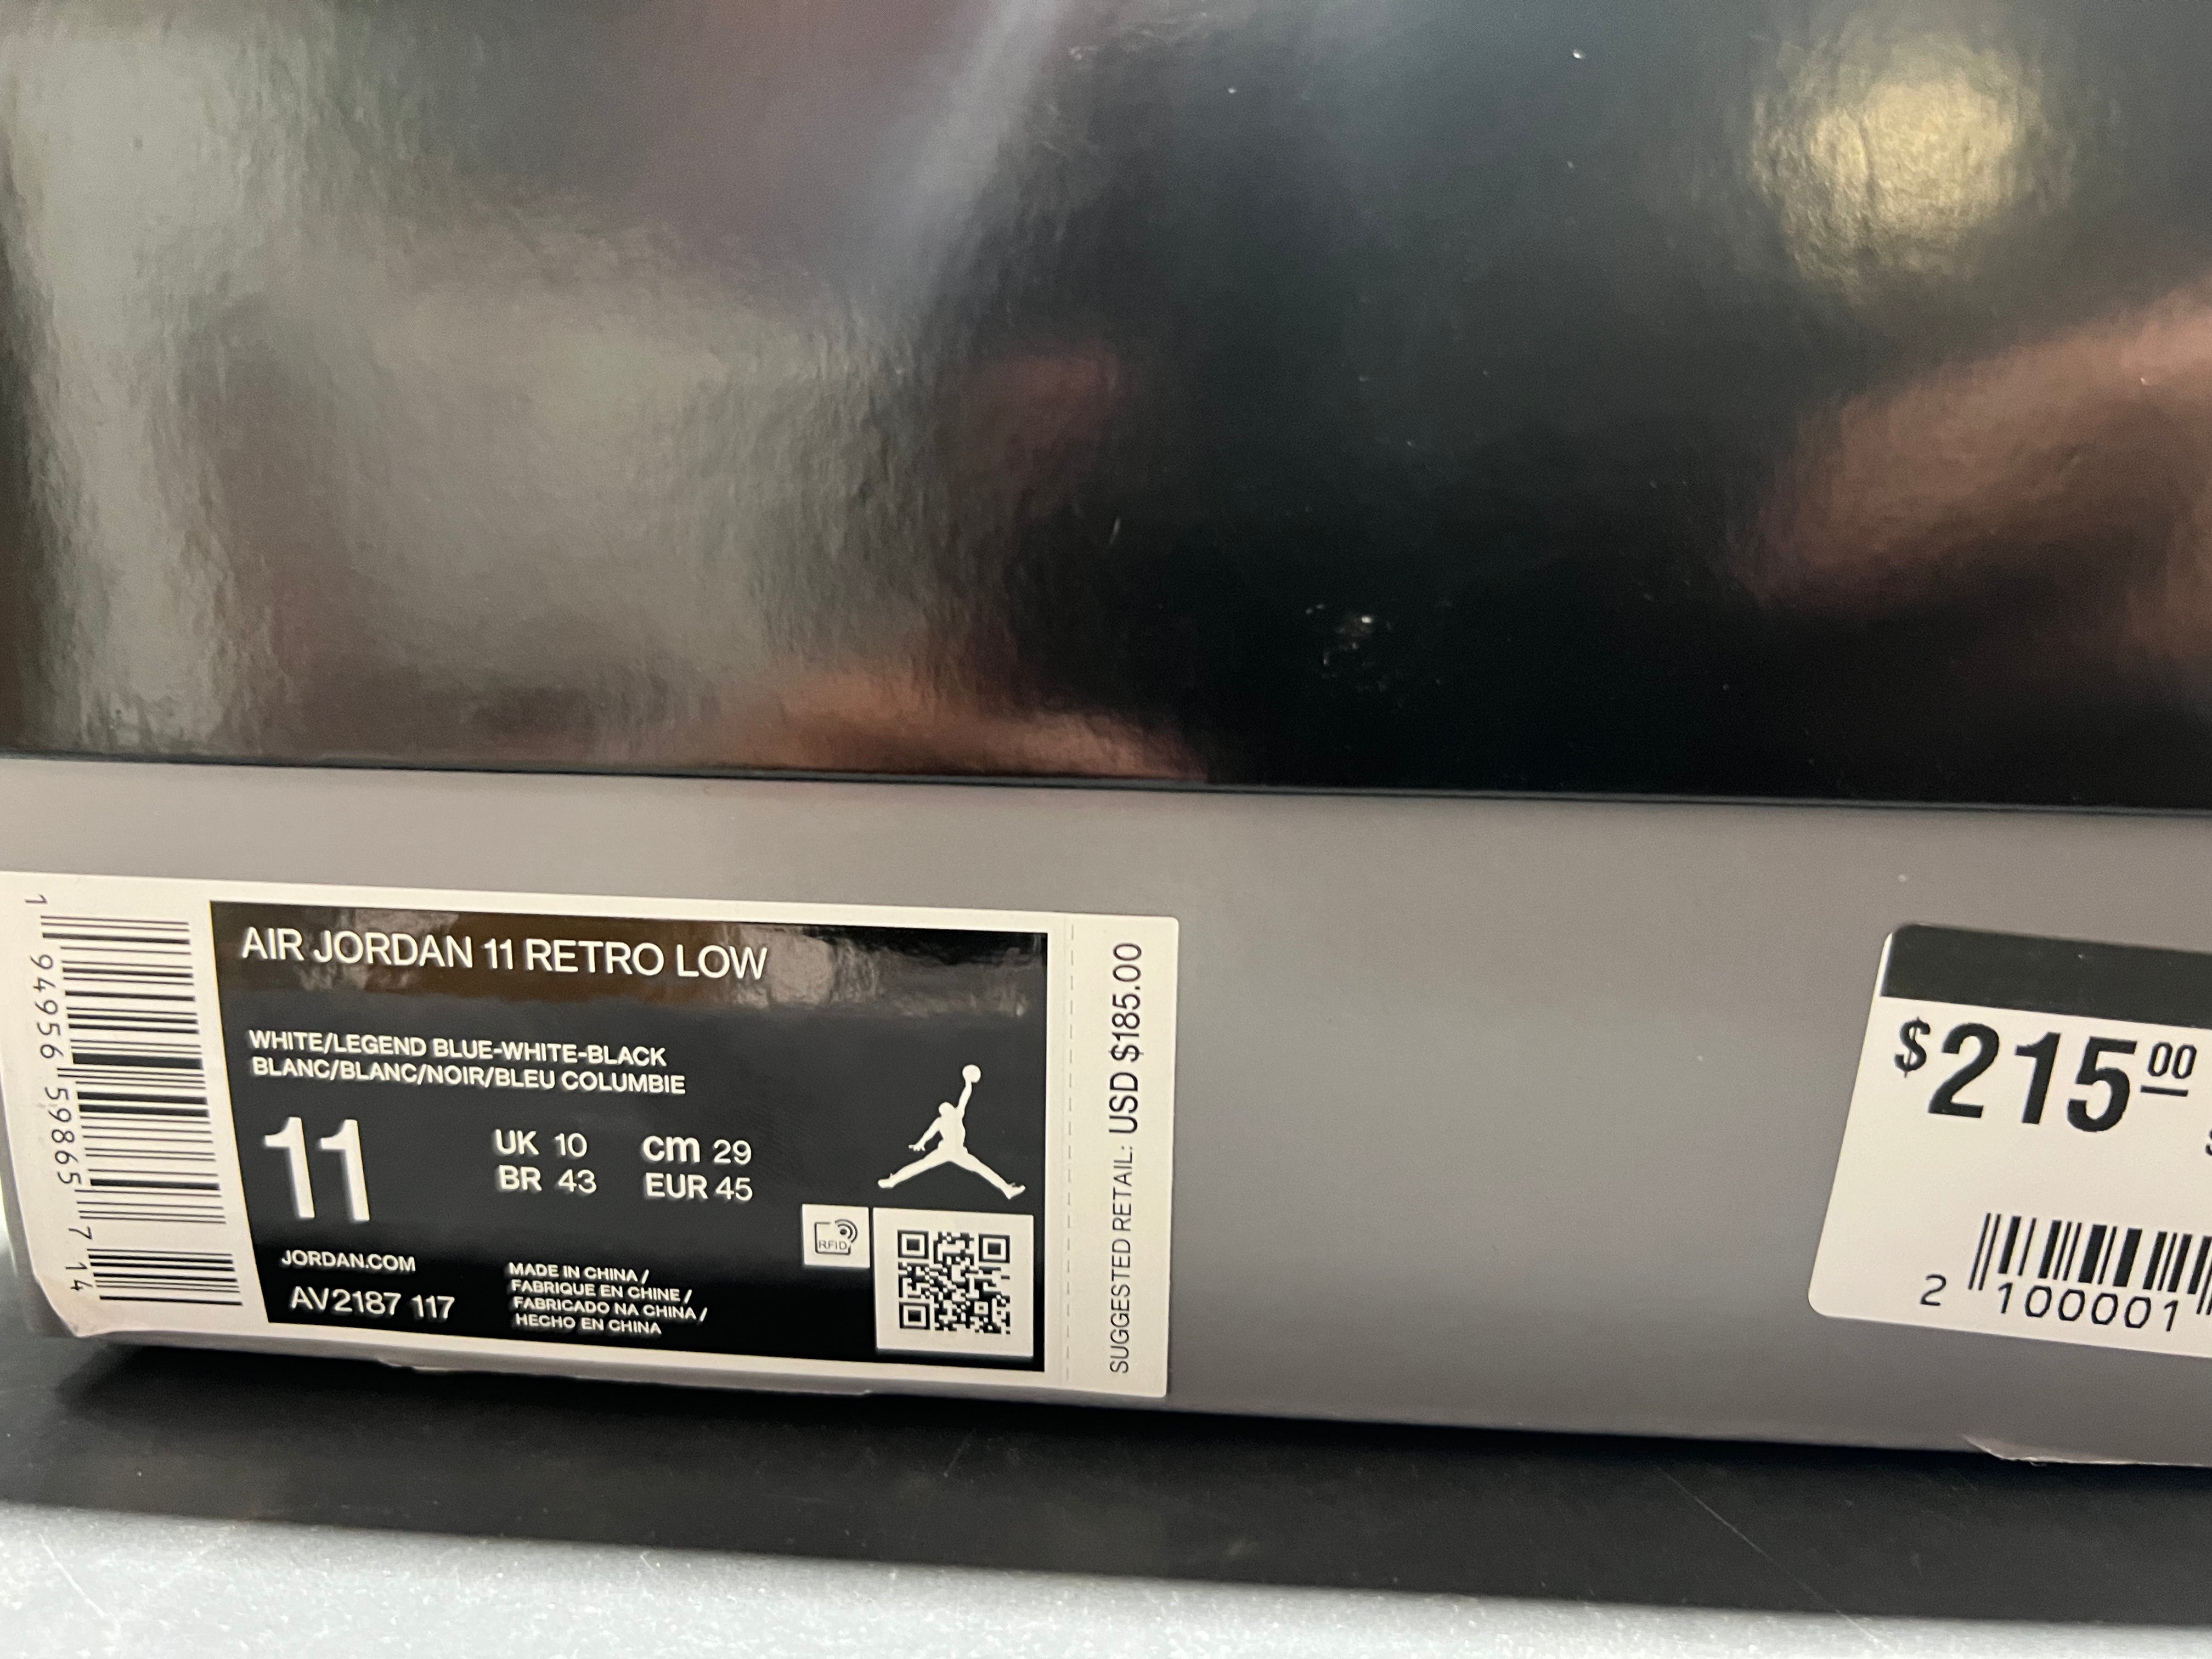 AIR JORDAN 11 RETRO LOW
WHITE/LEGEND BLUE-WHITE-BLACK
BLANC/BLANC/NOIR/BLEU COLUMBIE
11
UK 10
BR 43
cm 29
EUR 45
JORDAN.COM
AV2187 117
MADE IN CHINA /
FABRIQUE EN CHINE /
FABRICADO NA CHINA /
HECHO EN CHINA
RFID
1 94956 59865 7 14
SUGGESTED RETAIL: USD $185.00
$215.00
2 100001